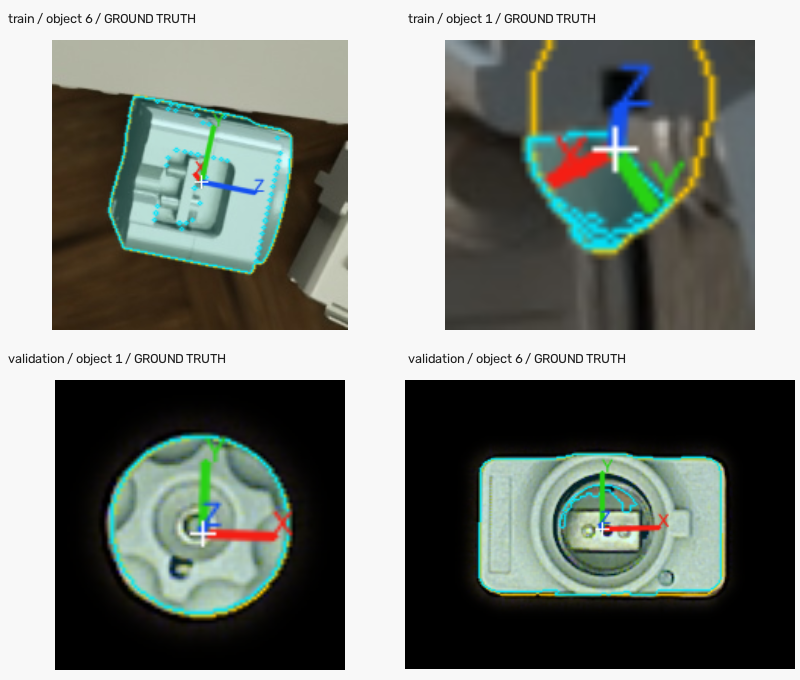 train / object 6 / GROUND TRUTH
train / object 1 / GROUND TRUTH
Y
X
Z
Z
Y
Y
validation / object 1 / GROUND TRUTH
validation / object 6 / GROUND TRUTH
Y
Z
X
Y
Z
X